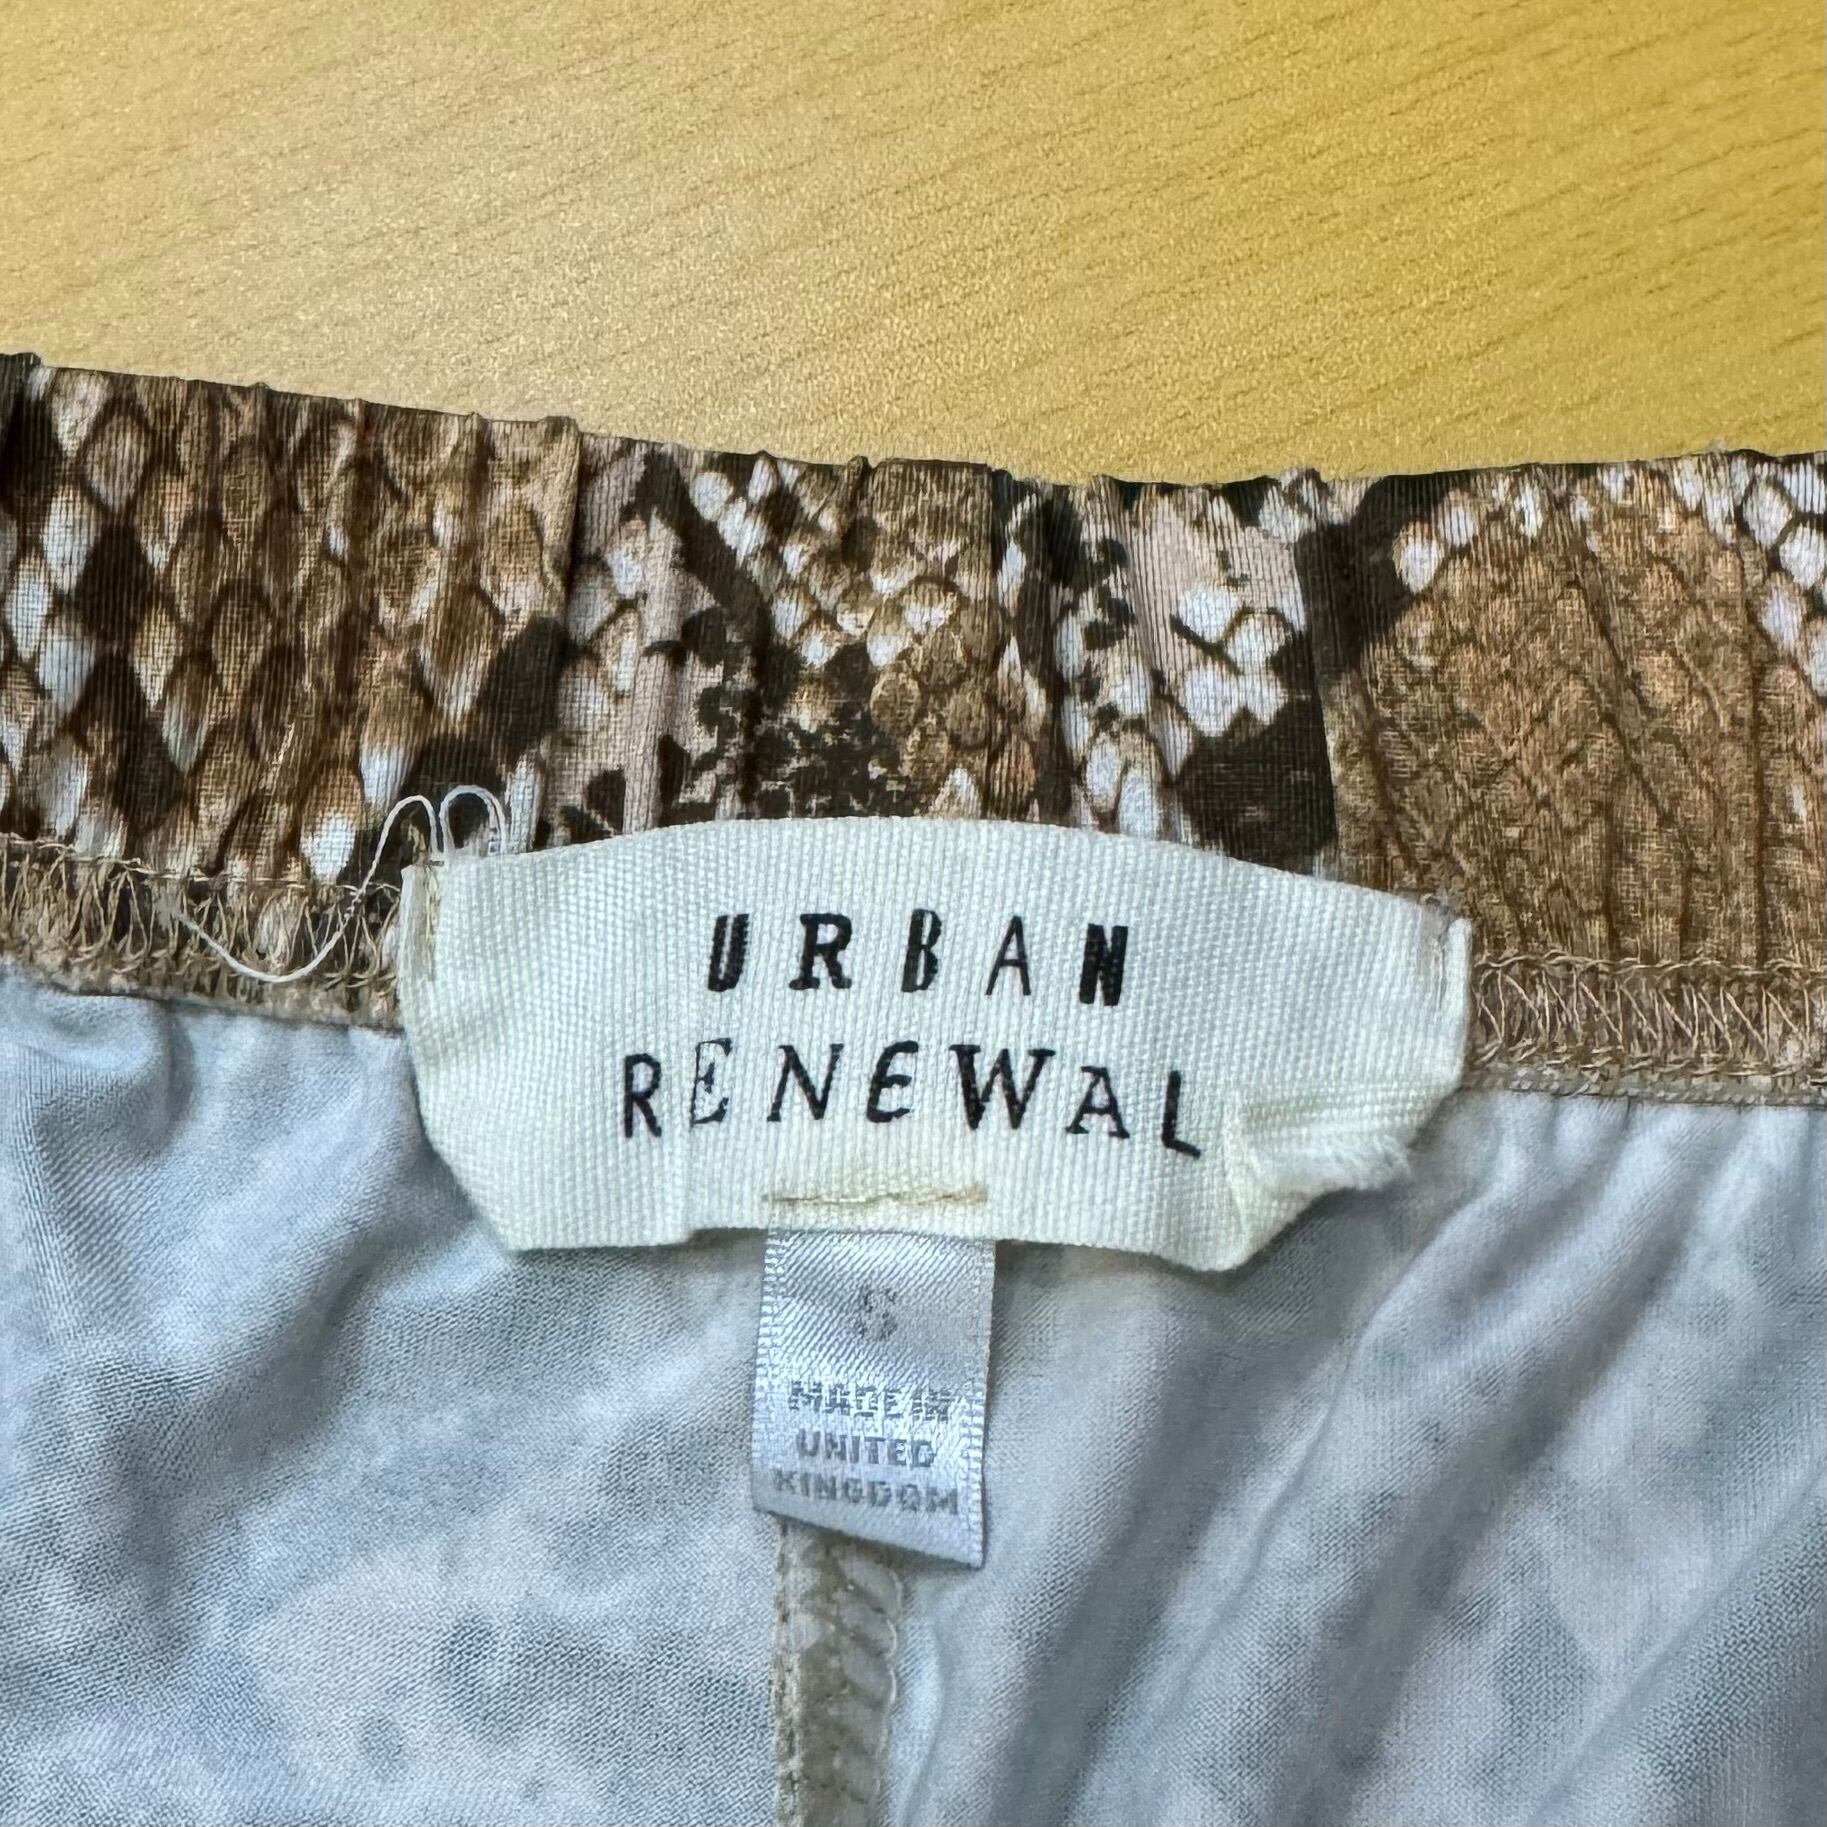 URBAN
RENEWAL
S
MADE IN
UNITED
KINGDOM